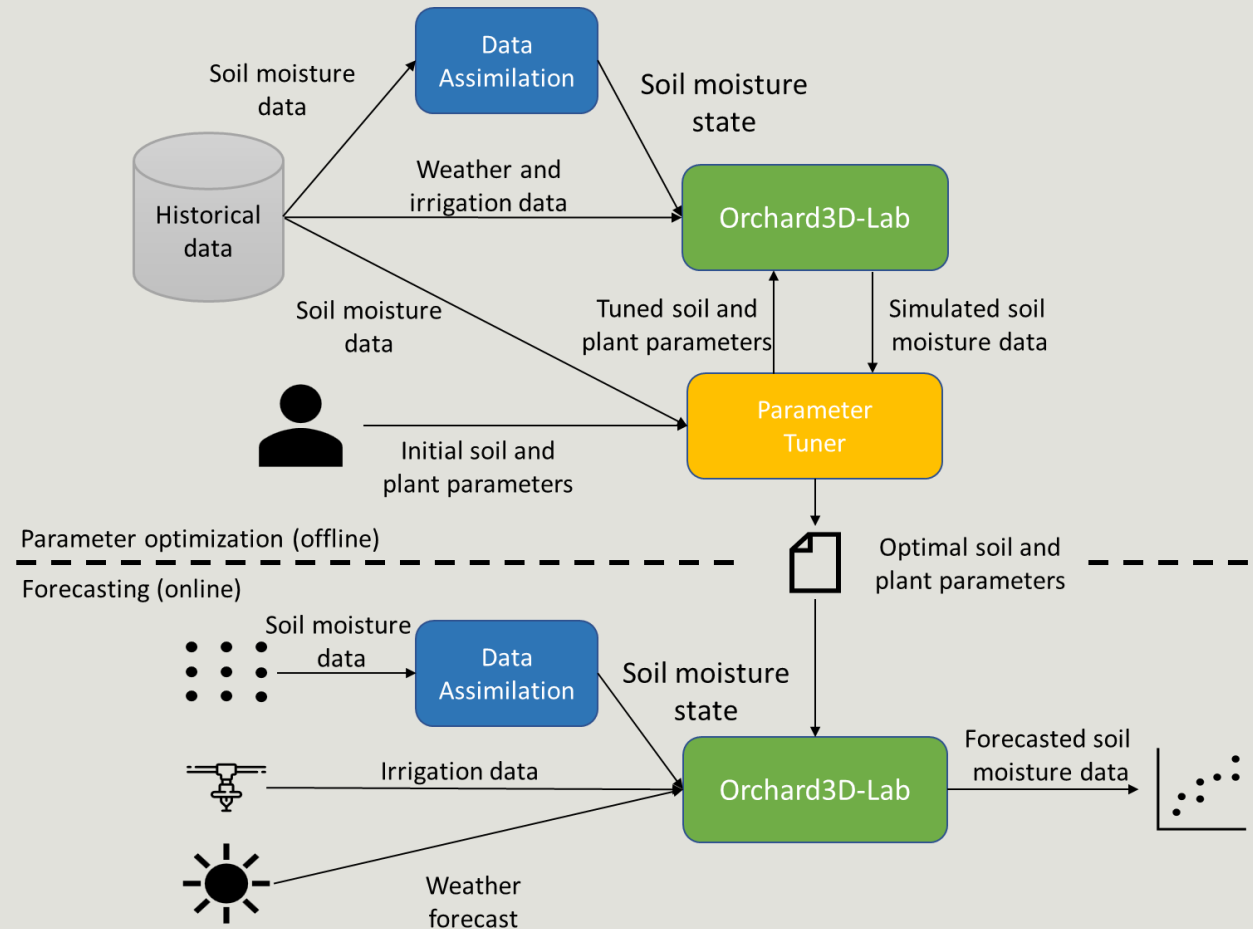 Data
Assimilation
Soil moisture
data
Soil moisture
state
Weather and
irrigation data
Historical
data
Orchard3D-Lab
Soil moisture
data
Tuned soil and
plant parameters
Simulated soil
moisture data
Parameter
Tuner
Initial soil and
plant parameters
Parameter optimization (offline)
Optimal soil and
plant parameters
Forecasting (online)
Soil moisture
data
Data
Assimilation
Soil moisture
state
Irrigation data
Orchard3D-Lab
Forecasted soil
moisture data
Weather
forecast